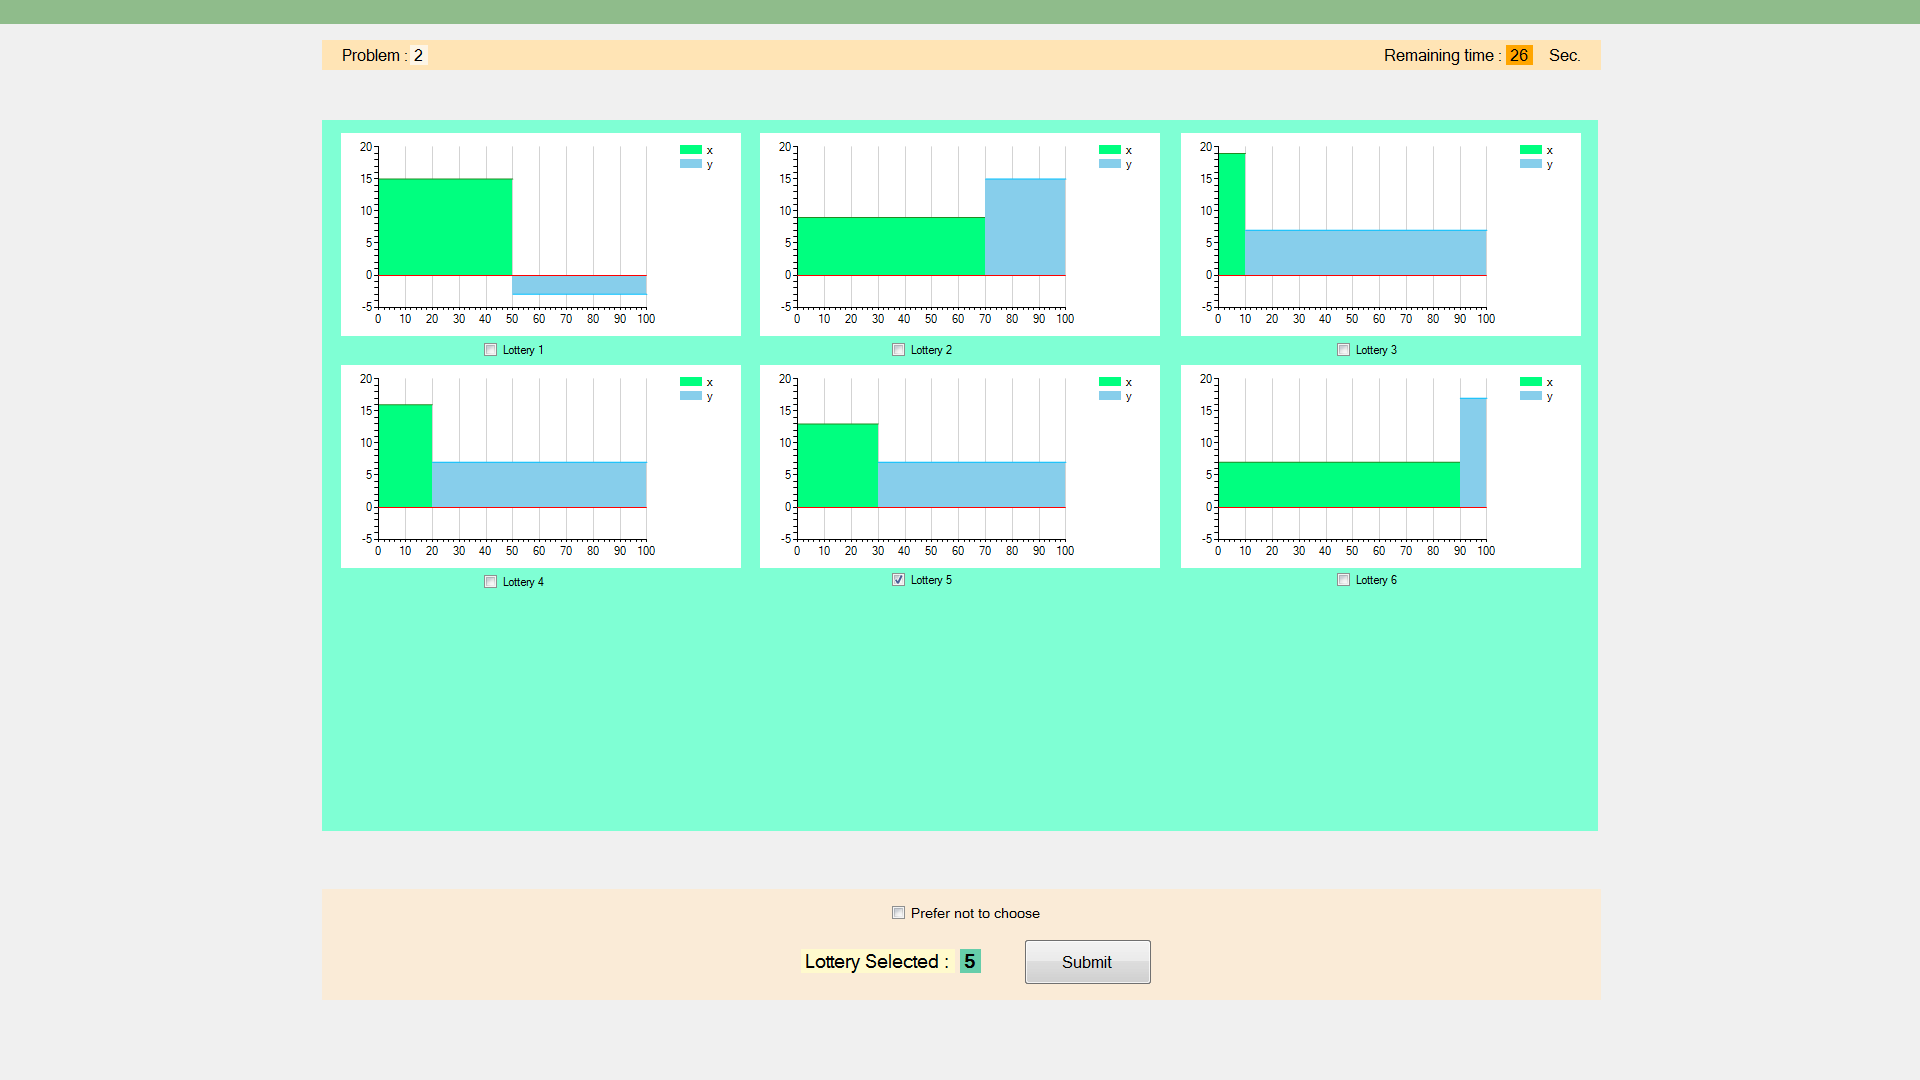 Problem : 2
Remaining time : 26 Sec.
20 15 10 5 0 -5
0 10 20 30 40 50 60 70 80 90 100
x
y
Lottery 1
20 15 10 5 0 -5
0 10 20 30 40 50 60 70 80 90 100
x
y
Lottery 2
20 15 10 5 0 -5
0 10 20 30 40 50 60 70 80 90 100
x
y
Lottery 3
20 15 10 5 0 -5
0 10 20 30 40 50 60 70 80 90 100
x
y
Lottery 4
20 15 10 5 0 -5
0 10 20 30 40 50 60 70 80 90 100
x
y
Lottery 5
20 15 10 5 0 -5
0 10 20 30 40 50 60 70 80 90 100
x
y
Lottery 6
Prefer not to choose
Lottery Selected : 5
Submit